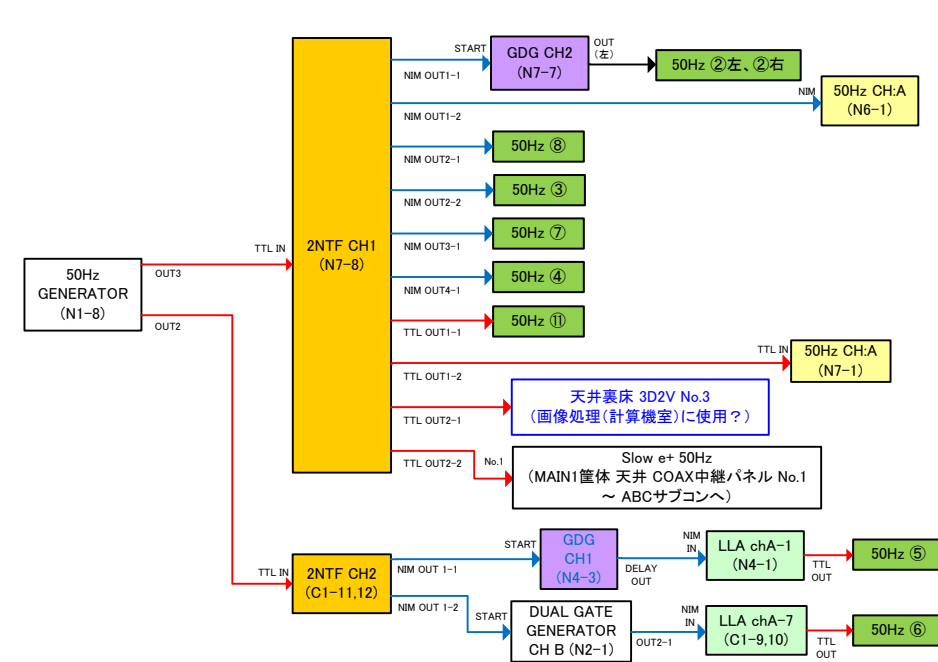 50Hz
GENERATOR
(N1-8)
OUT3
OUT2
TTL IN
2NTF CH1
(N7-8)
NIM OUT1-1
START
GDG CH2
(N7-7)
OUT
(左)
50Hz ②左、②右
NIM OUT1-2
NIM
50Hz CH:A
(N6-1)
NIM OUT2-1
50Hz ⑧
NIM OUT2-2
50Hz ③
NIM OUT3-1
50Hz ⑦
NIM OUT4-1
50Hz ④
TTL OUT1-1
50Hz ⑪
TTL OUT1-2
TTL IN
50Hz CH:A
(N7-1)
TTL OUT2-1
天井裏床 3D2V No.3
(画像処理(計算機室)に使用?)
TTL OUT2-2
No.1
Slow e+ 50Hz
(MAIN1筐体 天井 COAX中継パネル No.1
~ ABCサブコンへ)
TTL IN
2NTF CH2
(C1-11,12)
NIM OUT 1-1
START
GDG
CH1
(N4-3)
DELAY
OUT
NIM
IN
LLA chA-1
(N4-1)
TTL
OUT
50Hz ⑤
NIM OUT 1-2
START
DUAL GATE
GENERATOR
CH B (N2-1)
OUT2-1
NIM
IN
LLA chA-7
(C1-9,10)
TTL
OUT
50Hz ⑥